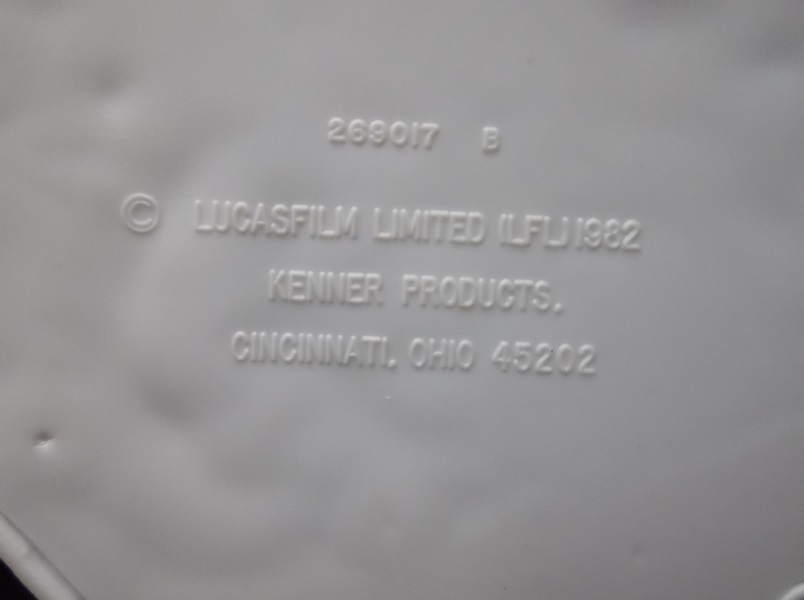 269017 B
© LUCASFILM LIMITED (LFL) 1982
KENNER PRODUCTS.
CINCINNATI. OHIO 45202